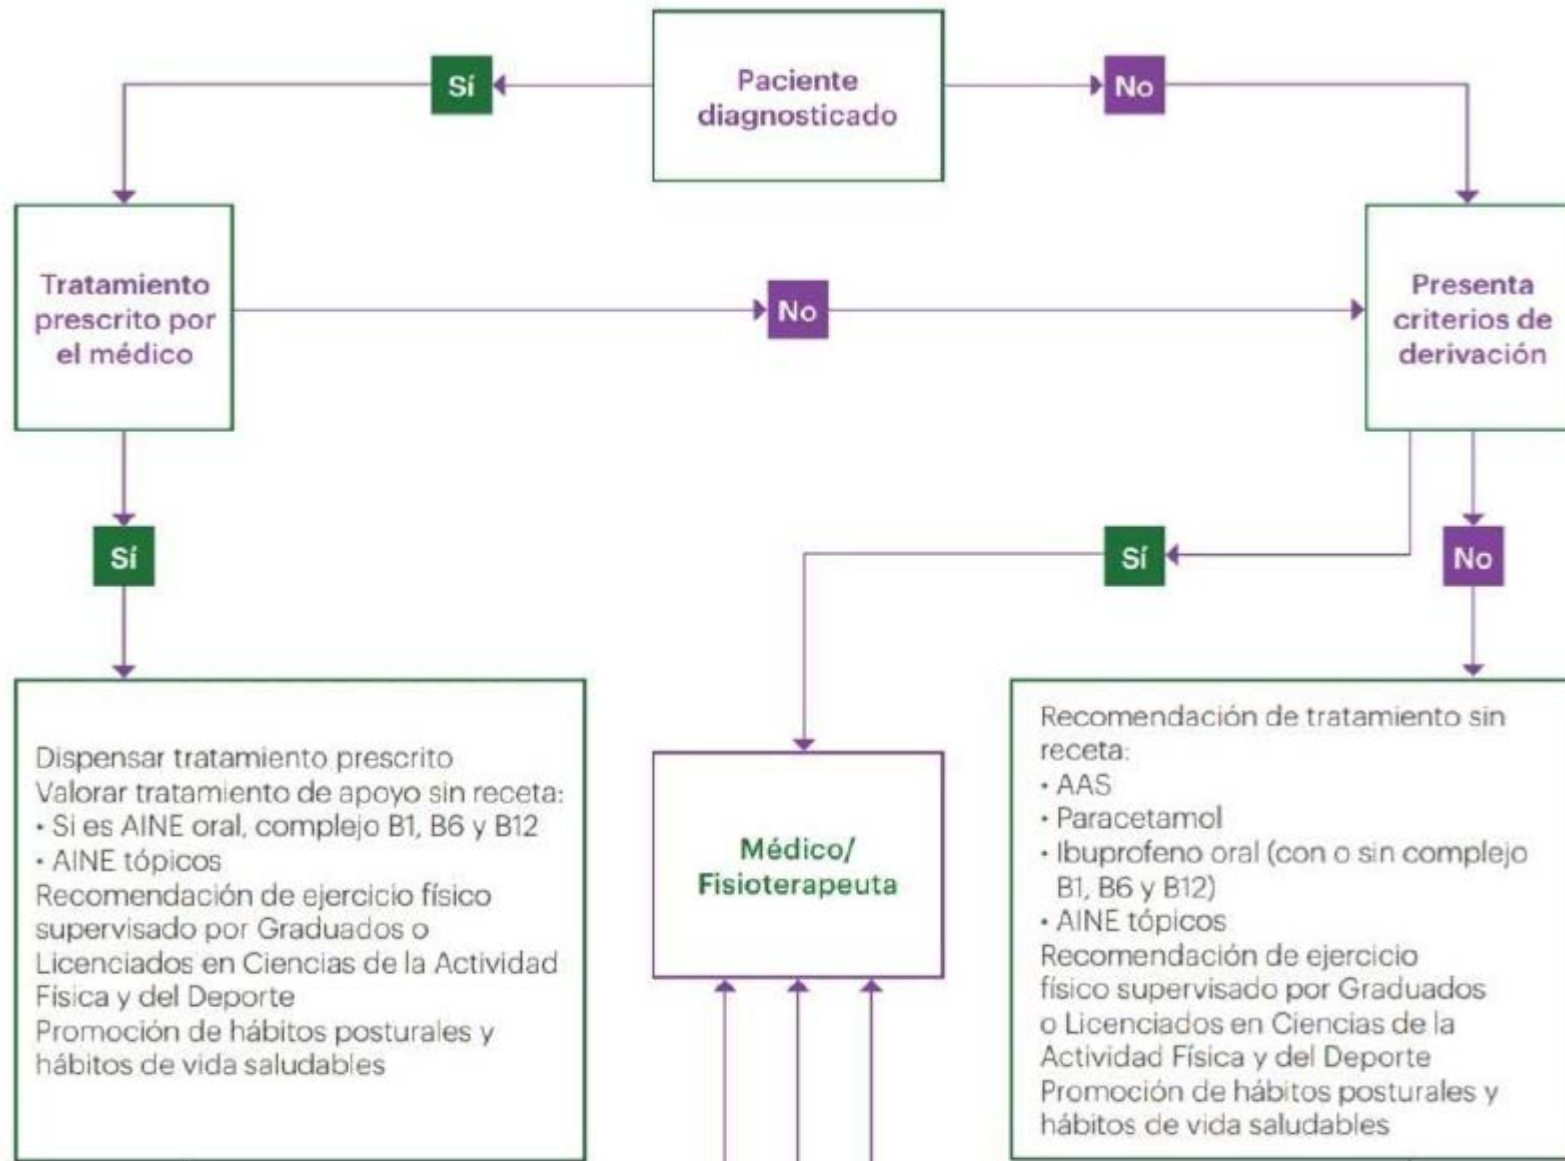 Paciente
diagnosticado
Sí
No
Tratamiento
prescrito por
el médico
No
Presenta
criterios de
derivación
Sí
Sí
No
Dispensar tratamiento prescrito
Valorar tratamiento de apoyo sin receta:
• Si es AINE oral, complejo B1, B6 y B12
• AINE tópicos
Recomendación de ejercicio físico
supervisado por Graduados o
Licenciados en Ciencias de la Actividad
Física y del Deporte
Promoción de hábitos posturales y
hábitos de vida saludables
Médico/
Fisioterapeuta
Recomendación de tratamiento sin
receta:
• AAS
• Paracetamol
• Ibuprofeno oral (con o sin complejo
B1, B6 y B12)
• AINE tópicos
Recomendación de ejercicio
físico supervisado por Graduados
o Licenciados en Ciencias de la
Actividad Física y del Deporte
Promoción de hábitos posturales y
hábitos de vida saludables